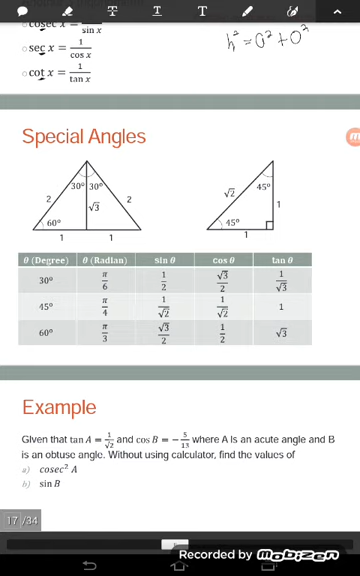 ○ cosec x = 1/sin x
T T T
○ sec x = 1/cos x
h² = a² + o²
○ cot x = 1/tan x
Special Angles
30° 30° 45°
2 √3 2 √2 1
60° 45°
1 1 1
θ (Degree) θ (Radian) sin θ cos θ tan θ
30° π/6 1/2 √3/2 1/√3
45° π/4 1/√2 1/√2 1
60° π/3 √3/2 1/2 √3
Example
Given that tan A = 1/√2 and cos B = −5/13 where A is an acute angle and B
is an obtuse angle. Without using calculator, find the values of
a) cosec² A
b) sin B
17 /34
Recorded by Mobizen